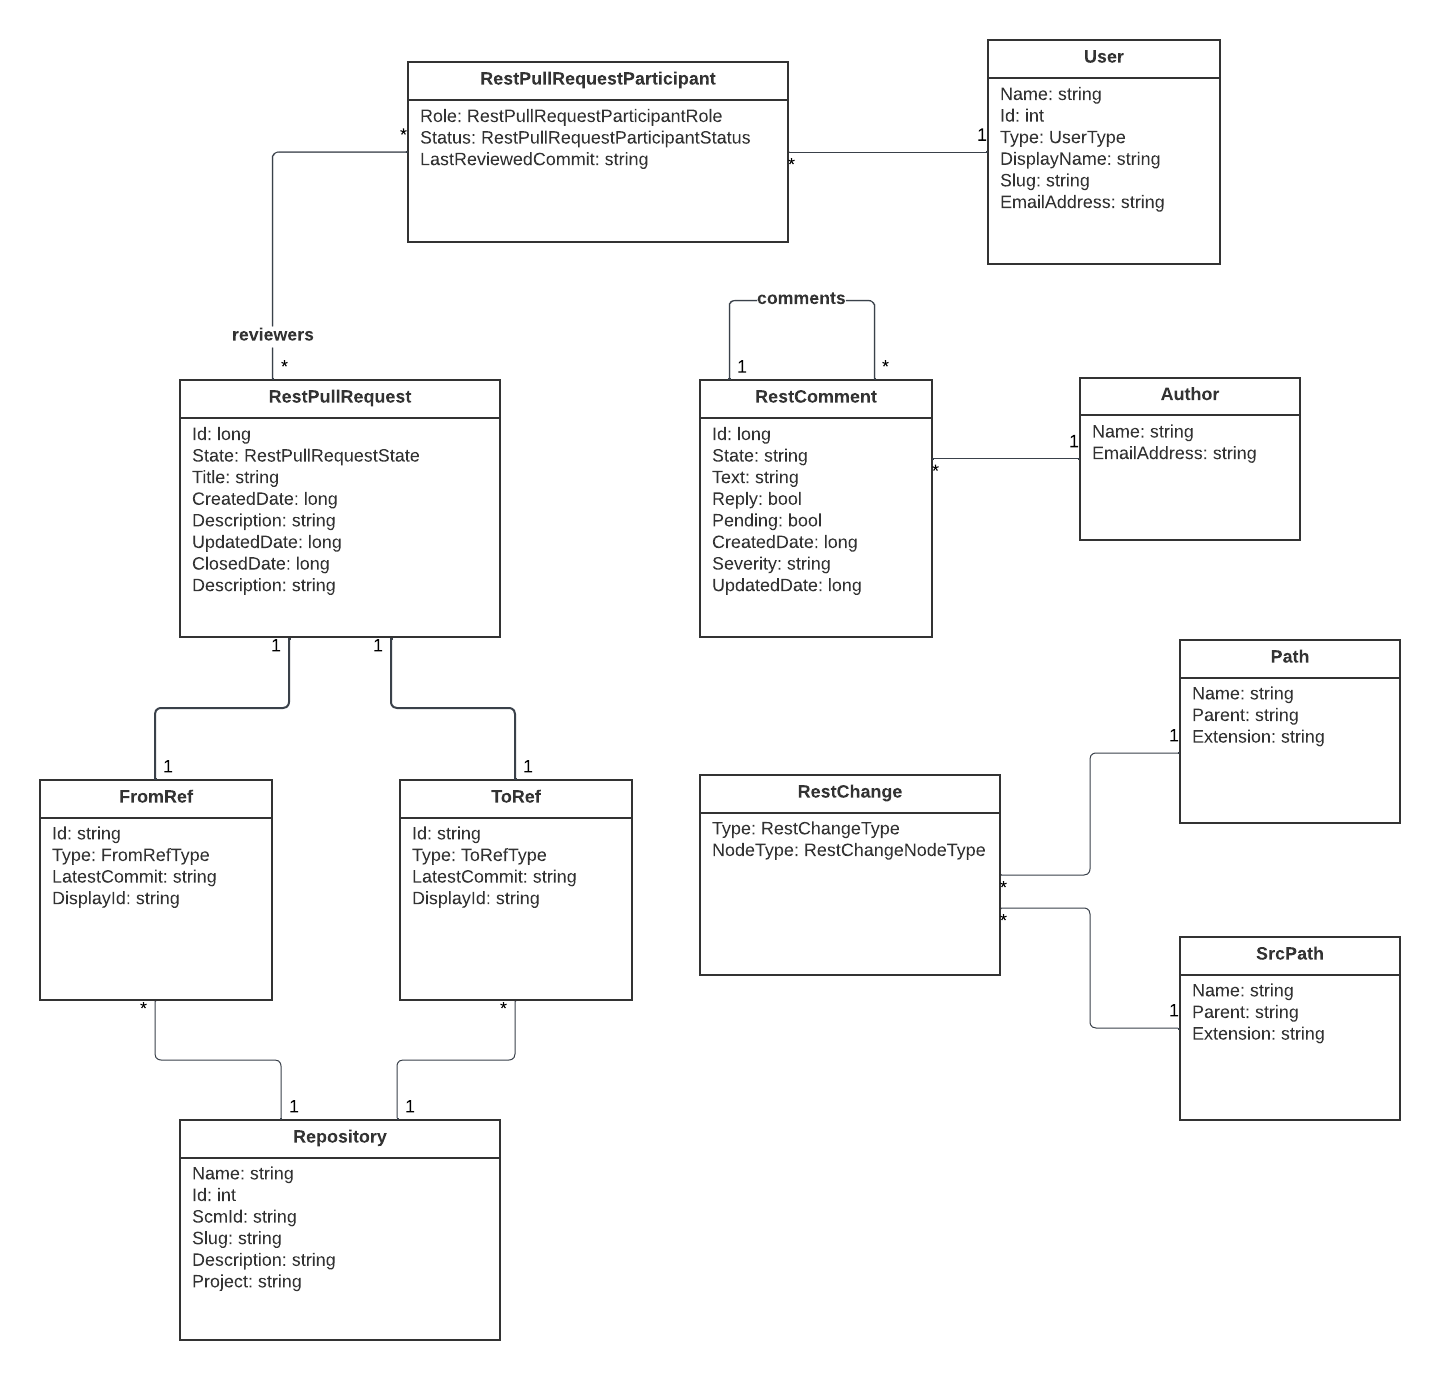 RestPullRequestParticipant
Role: RestPullRequestParticipantRole
Status: RestPullRequestParticipantStatus
LastReviewedCommit: string
*
*
User
Name: string
Id: int
Type: UserType
DisplayName: string
Slug: string
EmailAddress: string
1
reviewers
*
RestPullRequest
Id: long
State: RestPullRequestState
Title: string
CreatedDate: long
Description: string
UpdatedDate: long
ClosedDate: long
Description: string
1
1
comments
1
*
RestComment
Id: long
State: string
Text: string
Reply: bool
Pending: bool
CreatedDate: long
Severity: string
UpdatedDate: long
*
1
Author
Name: string
EmailAddress: string
1
FromRef
Id: string
Type: FromRefType
LatestCommit: string
DisplayId: string
*
1
ToRef
Id: string
Type: ToRefType
LatestCommit: string
DisplayId: string
*
RestChange
Type: RestChangeType
NodeType: RestChangeNodeType
*
*
1
Path
Name: string
Parent: string
Extension: string
1
SrcPath
Name: string
Parent: string
Extension: string
1
1
Repository
Name: string
Id: int
ScmId: string
Slug: string
Description: string
Project: string